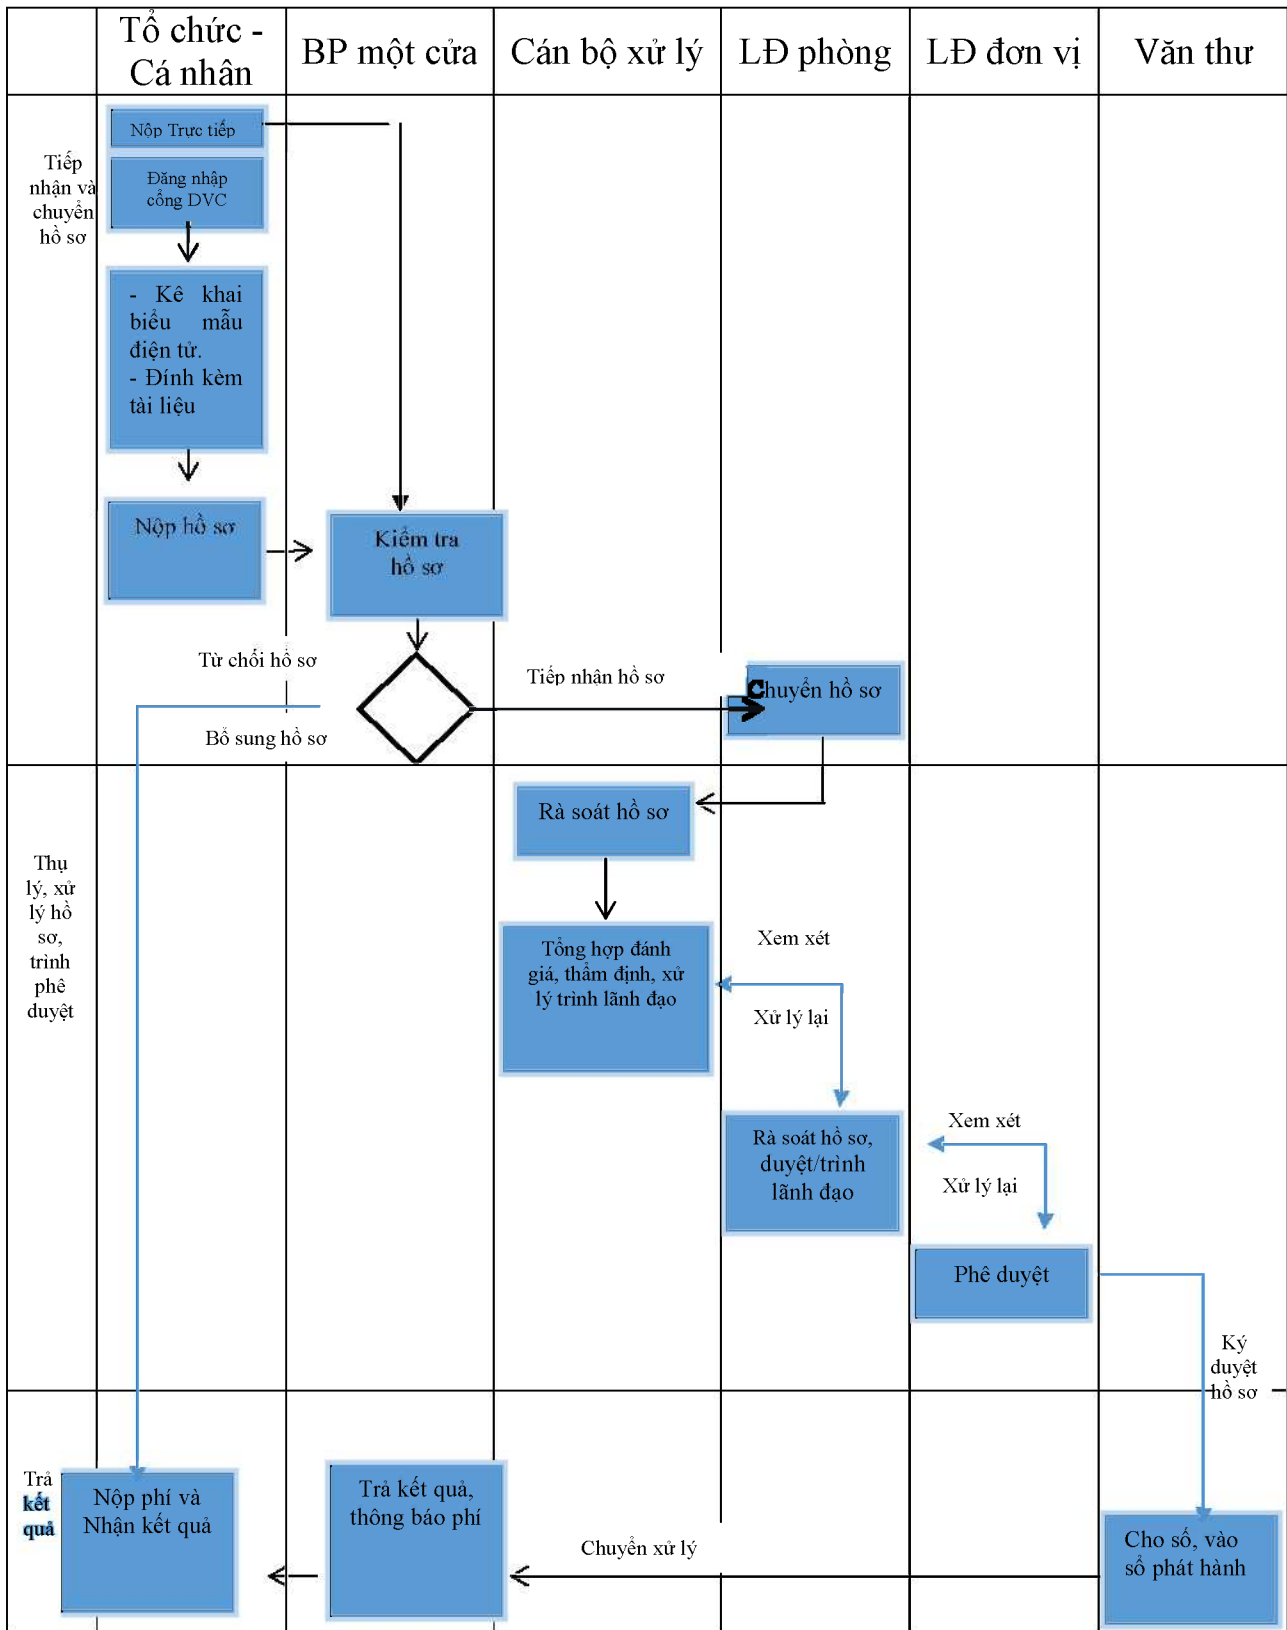 Tổ chức -
Cá nhân
BP một cửa
Cán bộ xử lý
LĐ phòng
LĐ đơn vị
Văn thư
Tiếp
nhận và
chuyển
hồ sơ
Nộp Trực tiếp
Đăng nhập
cổng DVC
- Kê khai
biểu mẫu
điện tử.
- Đính kèm
tài liệu
Nộp hồ sơ
Kiểm tra
hồ sơ
Từ chối hồ sơ
Bổ sung hồ sơ
Tiếp nhận hồ sơ
Chuyển hồ sơ
Thụ
lý, xử
lý hồ
sơ,
trình
phê
duyệt
Rà soát hồ sơ
Tổng hợp đánh
giá, thẩm định, xử
lý trình lãnh đạo
Xem xét
Xử lý lại
Rà soát hồ sơ,
duyệt/trình
lãnh đạo
Xem xét
Xử lý lại
Phê duyệt
Ký
duyệt
hồ sơ
Trả
kết
quả
Nộp phí và
Nhận kết quả
Trả kết quả,
thông báo phí
Chuyển xử lý
Cho số, vào
sổ phát hành